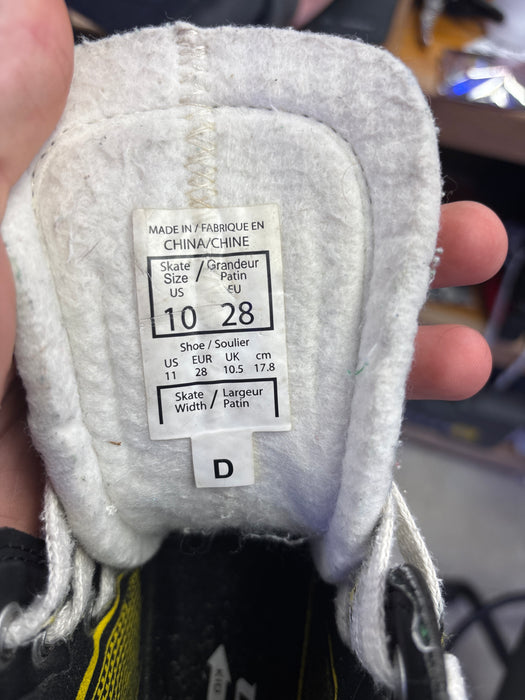 MADE IN / FABRIQUE EN
CHINA/CHINE
Skate / Grandeur
Size Patin
US EU
10 28
Shoe / Soulier
US EUR UK cm
11 28 10.5 17.8
Skate / Largeur
Width Patin
D